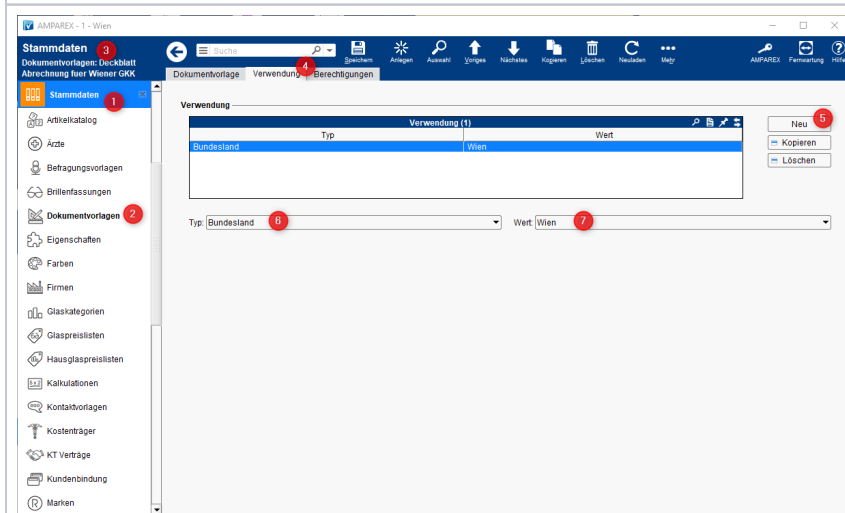 AMPAREX - 1 - Wien
Stammdaten 3
Dokumentvorlagen: Deckblatt
Abrechnung fuer Wiener GKK
Suche
4
Speichern
Anlegen
Auswahl
Voriges
Nächstes
Kopieren
Löschen
Neuladen
Mehr
AMPAREX
Fernwartung
Hilfe
Dokumentvorlage Verwendung Berechtigungen
Stammdaten 1
Artikelkatalog
Ärzte
Befragungsvorlagen
Brillenfassungen
Dokumentvorlagen 2
Eigenschaften
Farben
Firmen
Glaskategorien
Glaspreislisten
Hausglaspreislisten
Kalkulationen
Kontaktvorlagen
Kostenträger
KT Verträge
Kundenbindung
R Marken
Verwendung
Verwendung (1)
Typ Wert
Bundesland Wien
Neu 5
Kopieren
Löschen
Typ: Bundesland 6 Wert: Wien 7